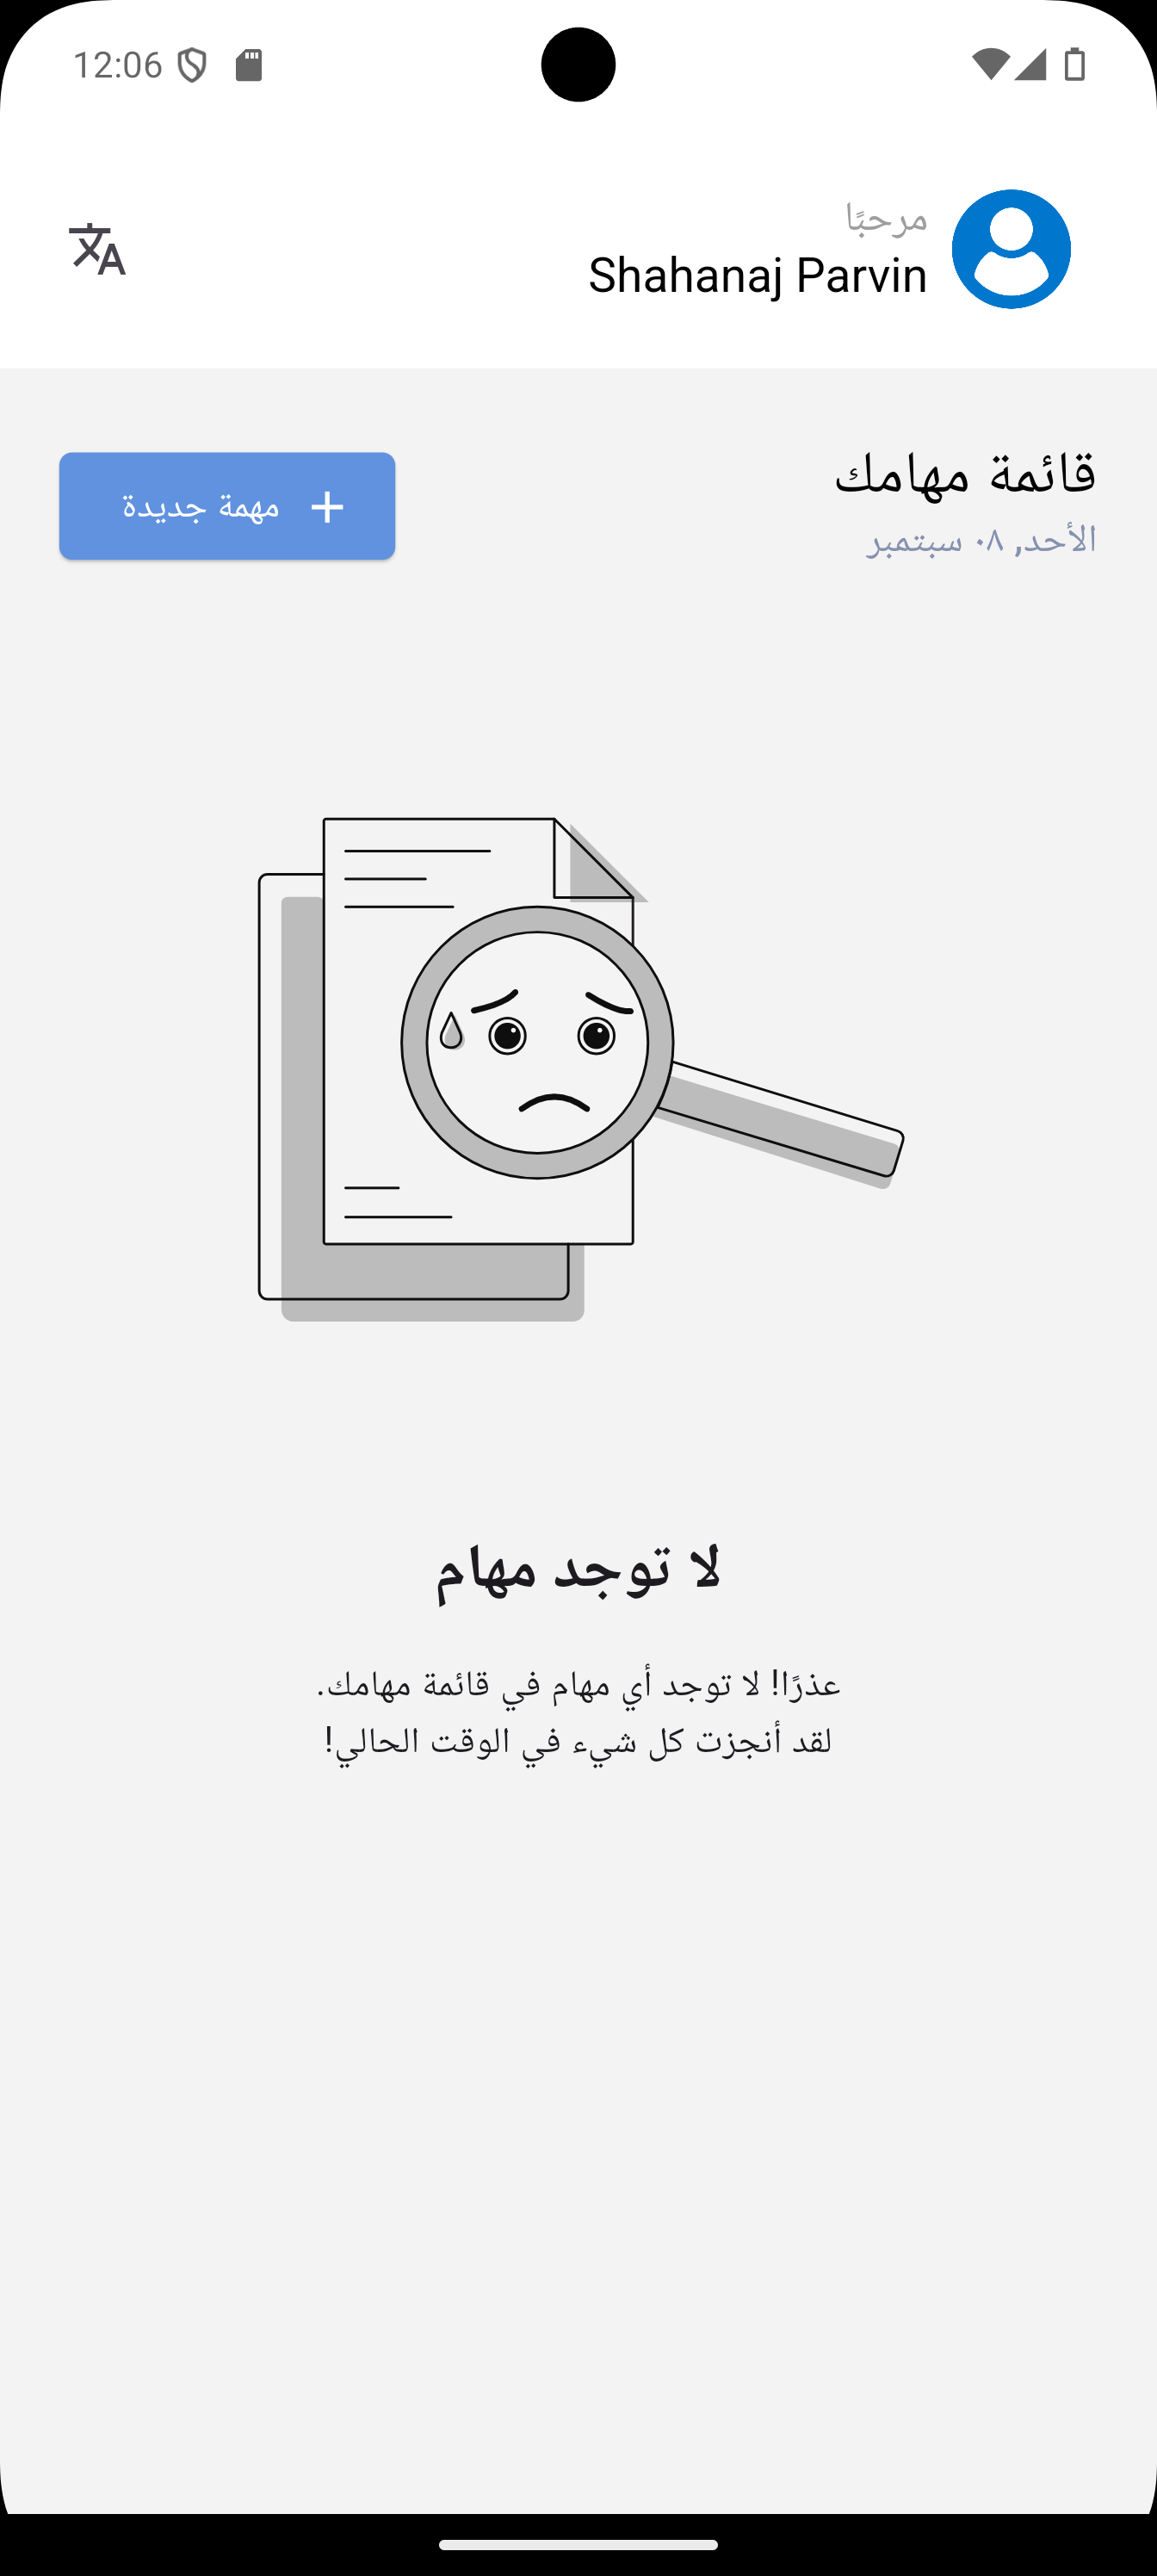 12:06
مرحبًا
Shahanaj Parvin
قائمة مهامك
الأحد, ٠٨ سبتمبر
مهمة جديدة
لا توجد مهام
عذرًا! لا توجد أي مهام في قائمة مهامك.
لقد أنجزت كل شيء في الوقت الحالي!